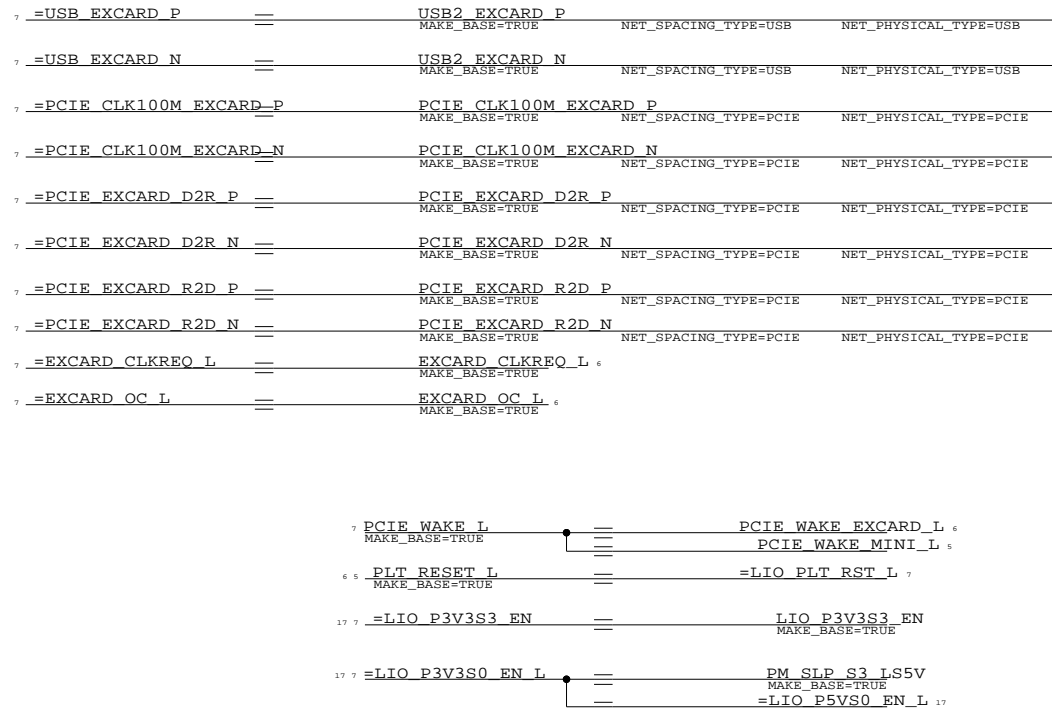 7 =USB_EXCARD_P USB2_EXCARD_P
MAKE_BASE=TRUE NET_SPACING_TYPE=USB NET_PHYSICAL_TYPE=USB
7 =USB_EXCARD_N USB2_EXCARD_N
MAKE_BASE=TRUE NET_SPACING_TYPE=USB NET_PHYSICAL_TYPE=USB
7 =PCIE_CLK100M_EXCARD_P PCIE_CLK100M_EXCARD_P
MAKE_BASE=TRUE NET_SPACING_TYPE=PCIE NET_PHYSICAL_TYPE=PCIE
7 =PCIE_CLK100M_EXCARD_N PCIE_CLK100M_EXCARD_N
MAKE_BASE=TRUE NET_SPACING_TYPE=PCIE NET_PHYSICAL_TYPE=PCIE
7 =PCIE_EXCARD_D2R_P PCIE_EXCARD_D2R_P
MAKE_BASE=TRUE NET_SPACING_TYPE=PCIE NET_PHYSICAL_TYPE=PCIE
7 =PCIE_EXCARD_D2R_N PCIE_EXCARD_D2R_N
MAKE_BASE=TRUE NET_SPACING_TYPE=PCIE NET_PHYSICAL_TYPE=PCIE
7 =PCIE_EXCARD_R2D_P PCIE_EXCARD_R2D_P
MAKE_BASE=TRUE NET_SPACING_TYPE=PCIE NET_PHYSICAL_TYPE=PCIE
7 =PCIE_EXCARD_R2D_N PCIE_EXCARD_R2D_N
MAKE_BASE=TRUE NET_SPACING_TYPE=PCIE NET_PHYSICAL_TYPE=PCIE
7 =EXCARD_CLKREQ_L EXCARD_CLKREQ_L 6
MAKE_BASE=TRUE
7 =EXCARD_OC_L EXCARD_OC_L 6
MAKE_BASE=TRUE
7 PCIE_WAKE_L PCIE_WAKE_EXCARD_L 6
MAKE_BASE=TRUE
PCIE_WAKE_MINI_L 5
6 5 PLT_RESET_L =LIO_PLT_RST_L 7
MAKE_BASE=TRUE
17 7 =LIO_P3V3S3_EN LIO_P3V3S3_EN
MAKE_BASE=TRUE
17 7 =LIO_P3V3S0_EN_L PM_SLP_S3_LS5V
MAKE_BASE=TRUE
=LIO_P5VS0_EN_L 17